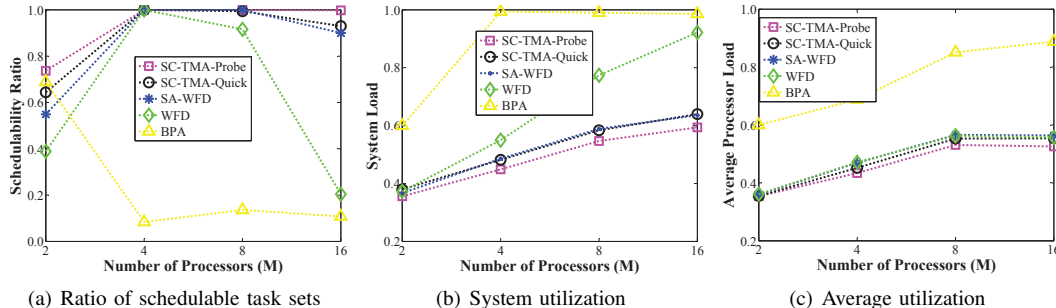 1.0
0.8
0.6
0.4
0.2
0.0
Schedulability Ratio
SC-TMA-Probe
SC-TMA-Quick
SA-WFD
WFD
BPA
2
4
8
16
Number of Processors (M)
(a) Ratio of schedulable task sets
1.0
0.8
0.6
0.4
0.2
System Load
SC-TMA-Probe
SC-TMA-Quick
SA-WFD
WFD
BPA
2
4
8
16
Number of Processors (M)
(b) System utilization
1.0
0.8
0.6
0.4
0.2
Average Processor Load
SC-TMA-Probe
SC-TMA-Quick
SA-WFD
WFD
BPA
2
4
8
16
Number of Processors (M)
(c) Average utilization